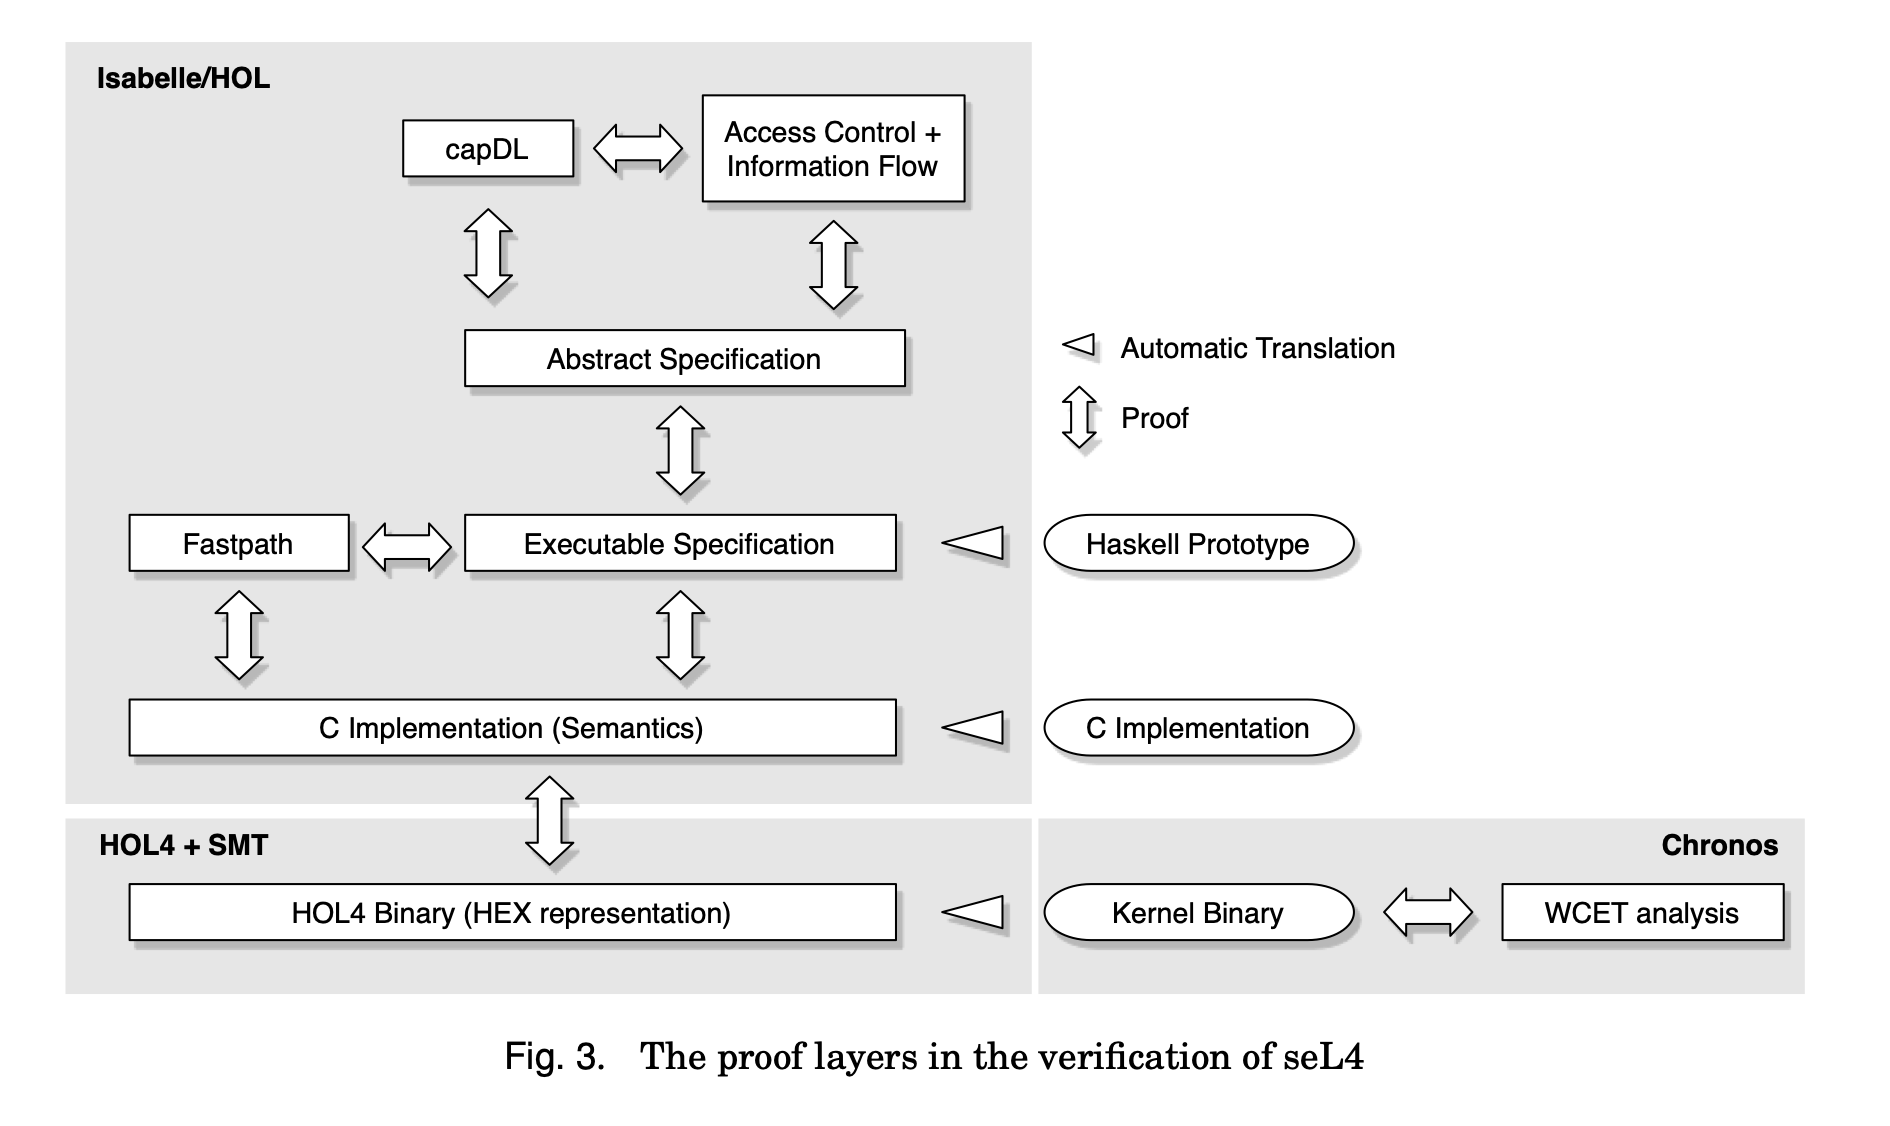 Isabelle/HOL
capDL
Access Control +
Information Flow
Abstract Specification
Automatic Translation
Proof
Fastpath
Executable Specification
Haskell Prototype
C Implementation (Semantics)
C Implementation
HOL4 + SMT
Chronos
HOL4 Binary (HEX representation)
Kernel Binary
WCET analysis
Fig. 3. The proof layers in the verification of seL4